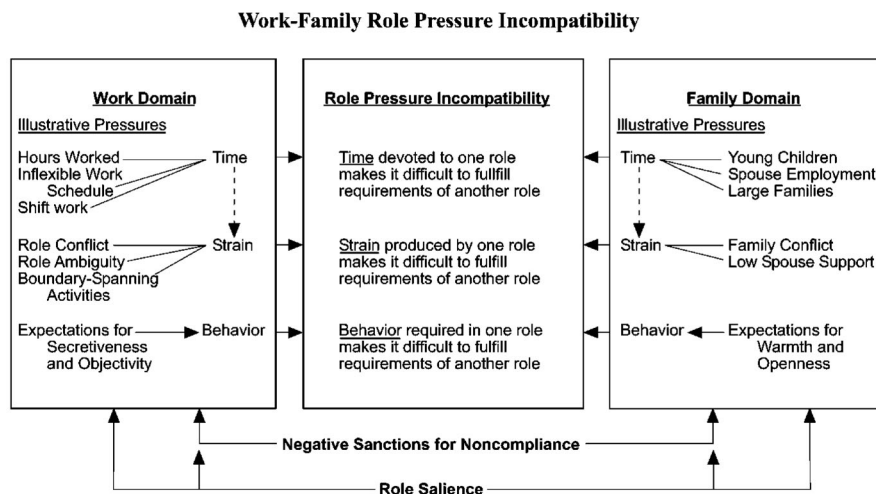 Work-Family Role Pressure Incompatibility
Work Domain
Illustrative Pressures
Hours Worked
Inflexible Work
Schedule
Shift work
Time
Role Conflict
Role Ambiguity
Boundary-Spanning
Activities
Strain
Expectations for
Secretiveness
and Objectivity
Behavior
Role Pressure Incompatibility
Time devoted to one role
makes it difficult to fullfill
requirements of another role
Strain produced by one role
makes it difficult to fulfill
requirements of another role
Behavior required in one role
makes it difficult to fulfill
requirements of another role
Family Domain
Illustrative Pressures
Time
Young Children
Spouse Employment
Large Families
Strain
Family Conflict
Low Spouse Support
Behavior
Expectations for
Warmth and
Openness
Negative Sanctions for Noncompliance
Role Salience